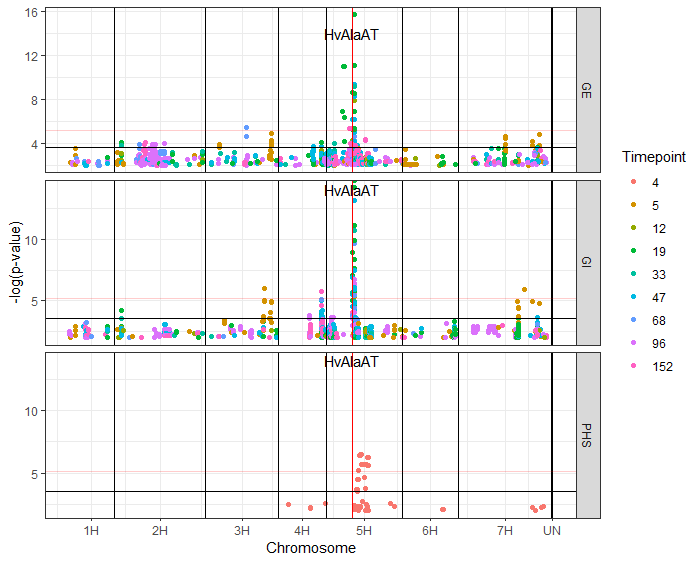 16
12
8
4
HvAlaAT
GE
10
5
HvAlaAT
GI
10
5
HvAlaAT
PHS
-log(p-value)
1H 2H 3H 4H 5H 6H 7H UN
Chromosome
Timepoint
4
5
12
19
33
47
68
96
152